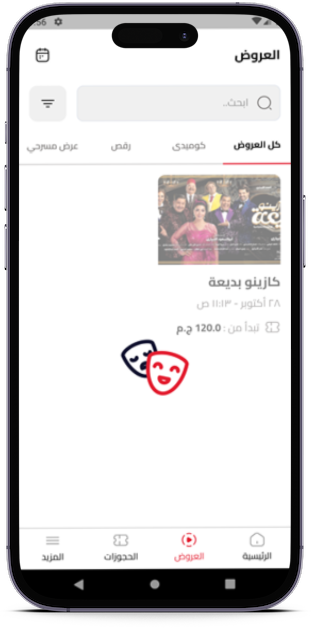 العروض
ابحث..
كل العروض
كوميدى
رقص
عرض مسرحي
كازينو بديعة
٢٨ أكتوبر - ١١:١٣ ص
تبدأ من : 120.0 ج.م
الرئيسية
العروض
الحجوزات
المزيد